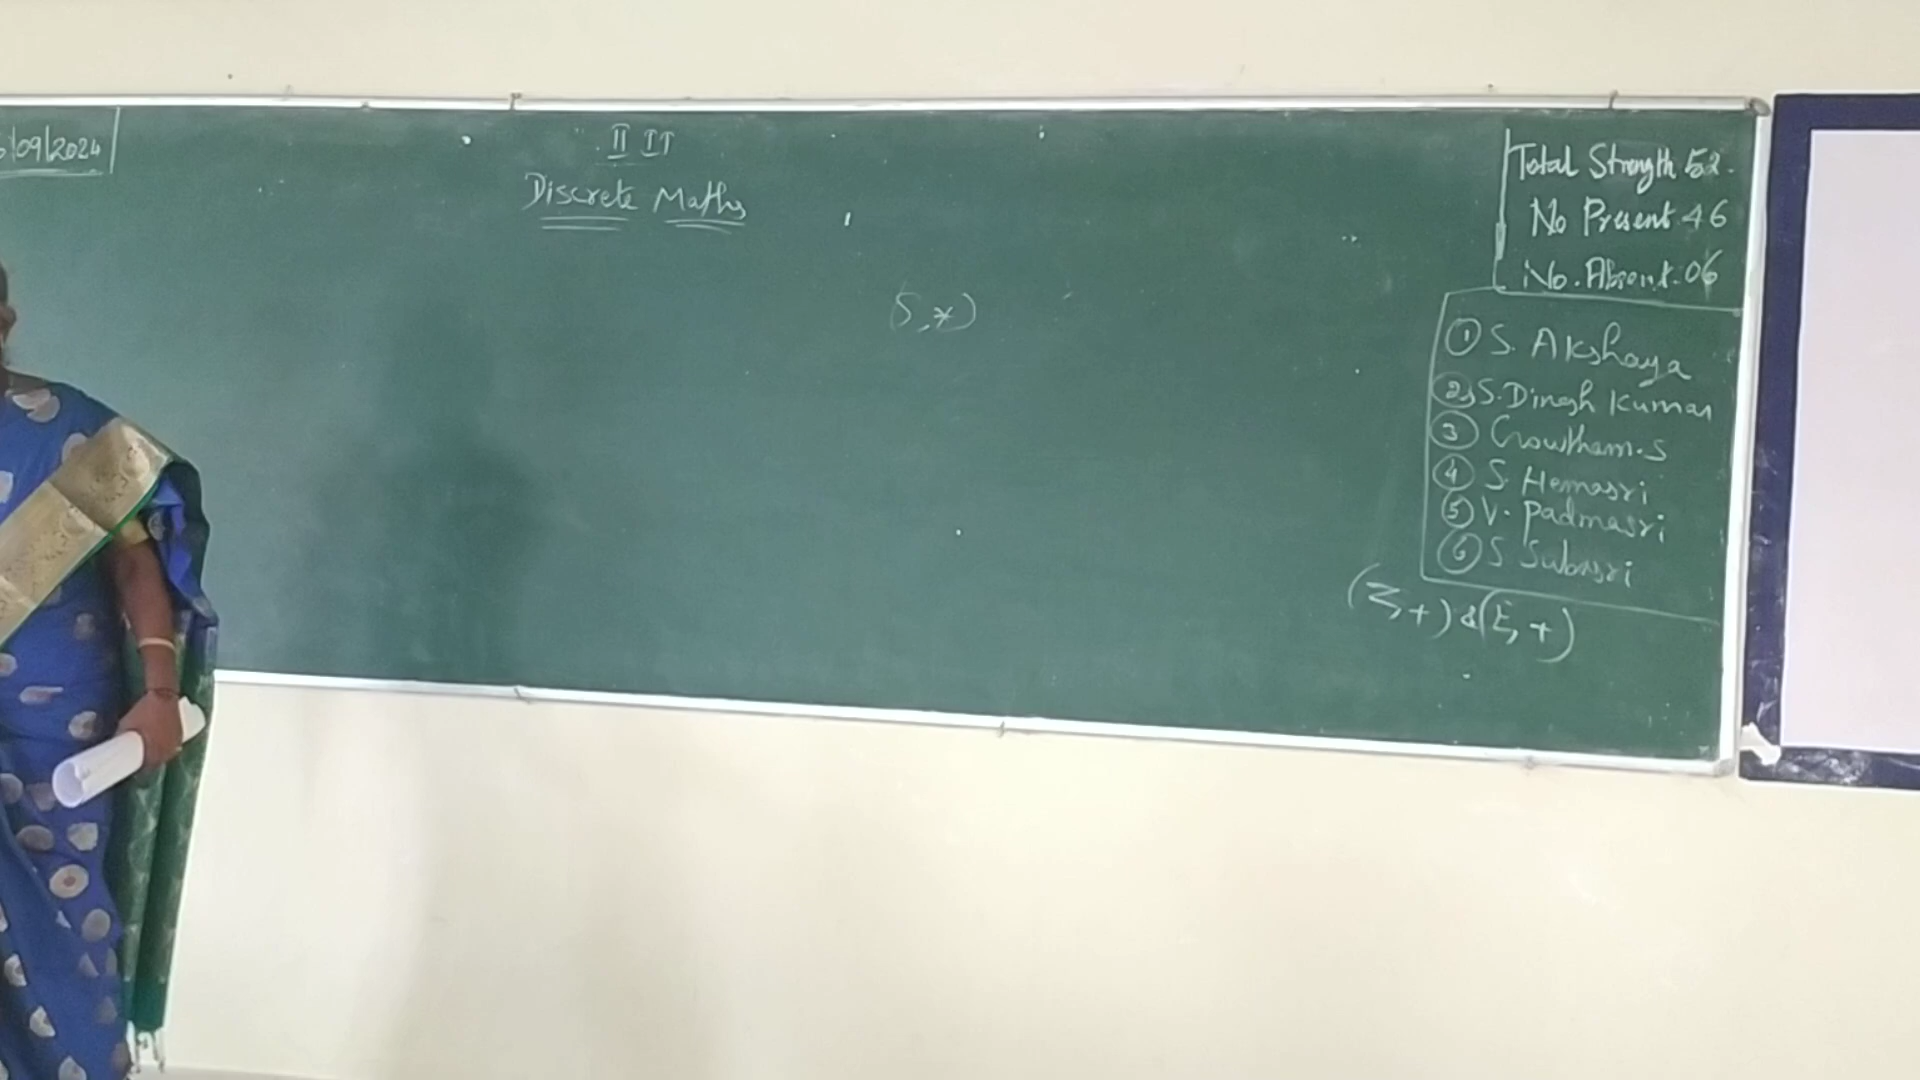 /09/2024
II IT
Discrete Maths
(S, *)
Total Strength 52.
No Present 46
No. Absent. 06
① S. Akshaya
② S. Dinesh Kumar
③ Gowtham. S
④ S. Hemasri
⑤ V. Padmasri
⑥ S Subasri
(Z, +) & (E, +)